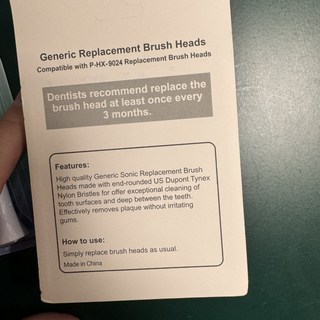 Generic Replacement Brush Heads
Compatible with P-HX-9024 Replacement Brush Heads
Dentists recommend replace the
brush head at least once every
3 months.
Features:
High quality Generic Sonic Replacement Brush
Heads made with end-rounded US Dupont Tynex
Nylon Bristles for offer exceptional cleaning of
tooth surfaces and deep between the teeth.
Effectively removes plaque without irritating
gums.
How to use:
Simply replace brush heads as usual.
Made in China